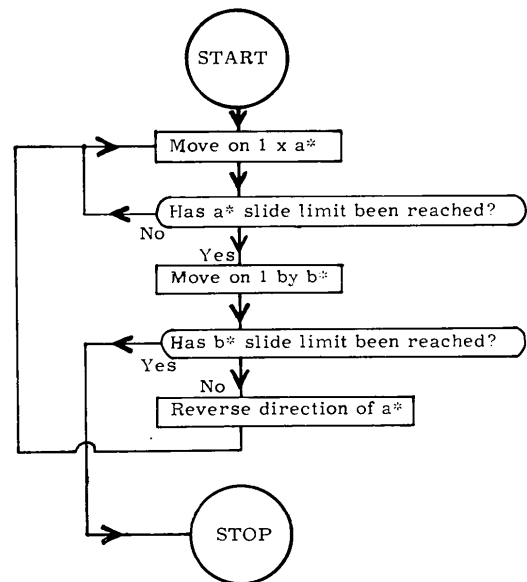 START
Move on 1 x a*
Has a* slide limit been reached?
No
Yes
Move on 1 by b*
Has b* slide limit been reached?
Yes
No
Reverse direction of a*
STOP